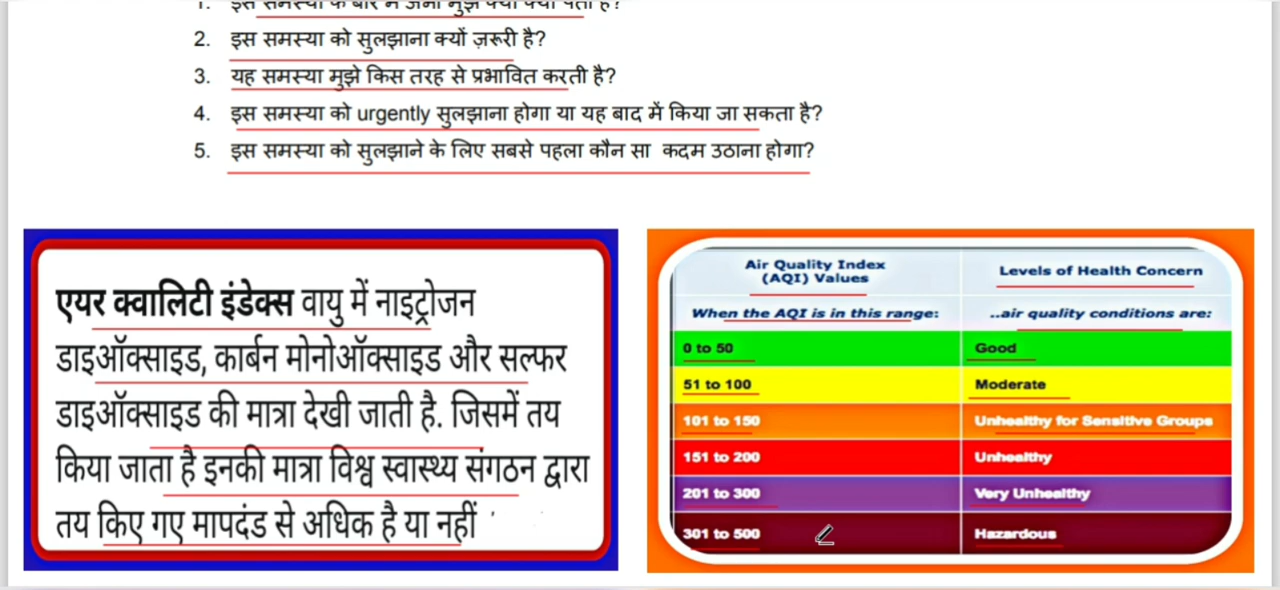 2. इस समस्या को सुलझाना क्यों ज़रूरी है?
3. यह समस्या मुझे किस तरह से प्रभावित करती है?
4. इस समस्या को urgently सुलझाना होगा या यह बाद में किया जा सकता है?
5. इस समस्या को सुलझाने के लिए सबसे पहला कौन सा कदम उठाना होगा?
एयर क्वालिटी इंडेक्स वायु में नाइट्रोजन
डाइऑक्साइड, कार्बन मोनोऑक्साइड और सल्फर
डाइऑक्साइड की मात्रा देखी जाती है. जिसमें तय
किया जाता है इनकी मात्रा विश्व स्वास्थ्य संगठन द्वारा
तय किए गए मापदंड से अधिक है या नहीं
Air Quality Index
(AQI) Values
Levels of Health Concern
When the AQI is in this range:
..air quality conditions are:
0 to 50
Good
51 to 100
Moderate
101 to 150
Unhealthy for Sensitive Groups
151 to 200
Unhealthy
201 to 300
Very Unhealthy
301 to 500
Hazardous